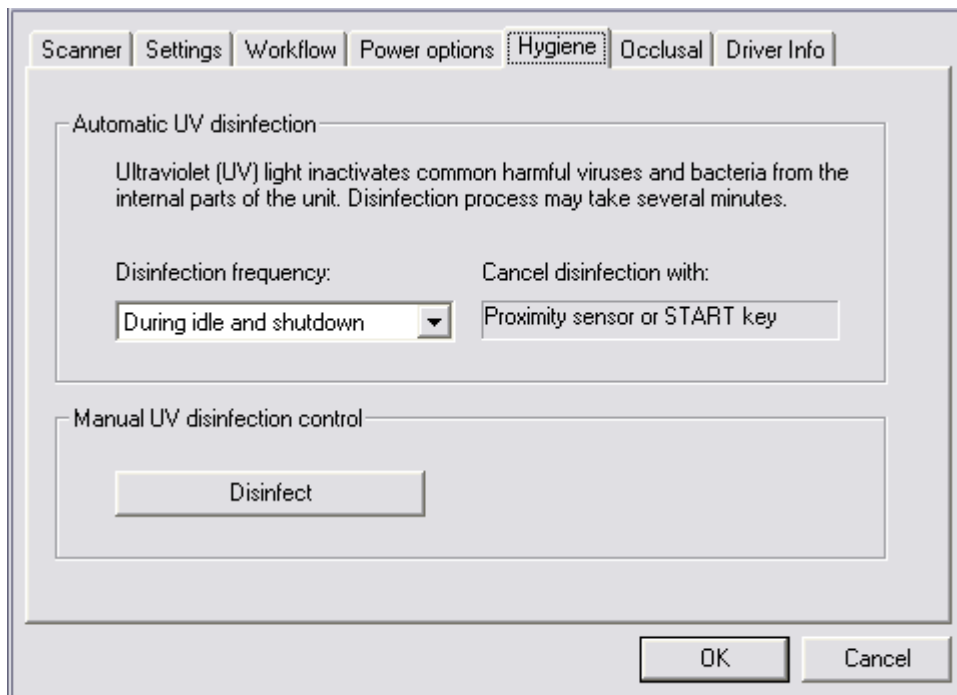 Scanner Settings Workflow Power options Hygiene Occlusal Driver Info
Automatic UV disinfection
Ultraviolet (UV) light inactivates common harmful viruses and bacteria from the
internal parts of the unit. Disinfection process may take several minutes.
Disinfection frequency: Cancel disinfection with:
During idle and shutdown Proximity sensor or START key
Manual UV disinfection control
Disinfect
OK Cancel